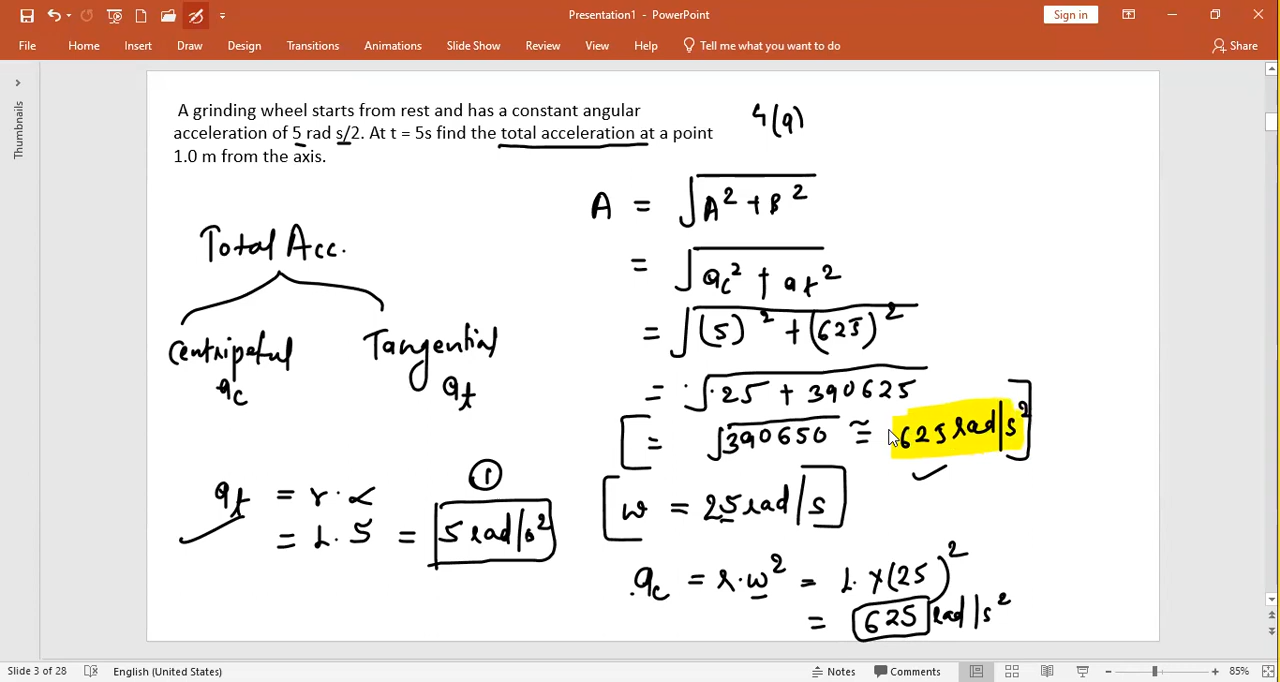 Presentation1 - PowerPoint
Sign in
File Home Insert Draw Design Transitions Animations Slide Show Review View Help Tell me what you want to do Share
Thumbnails
A grinding wheel starts from rest and has a constant angular
acceleration of 5 rad s/2. At t = 5s find the total acceleration at a point
1.0 m from the axis.
4(a)
A = √A² + B²
= √ac² + at²
= √(5)² + (625)²
= √25 + 390625
= √390650 ≅ 625 rad/s²
Total Acc.
Centripetul
ac
Tangential
at
at = r.α
= 1.5 = 5 rad/s²
1
w = 25 rad/s
ac = r.w² = 1 × (25)²
= 625 rad/s²
Slide 3 of 28 English (United States) Notes Comments 85%